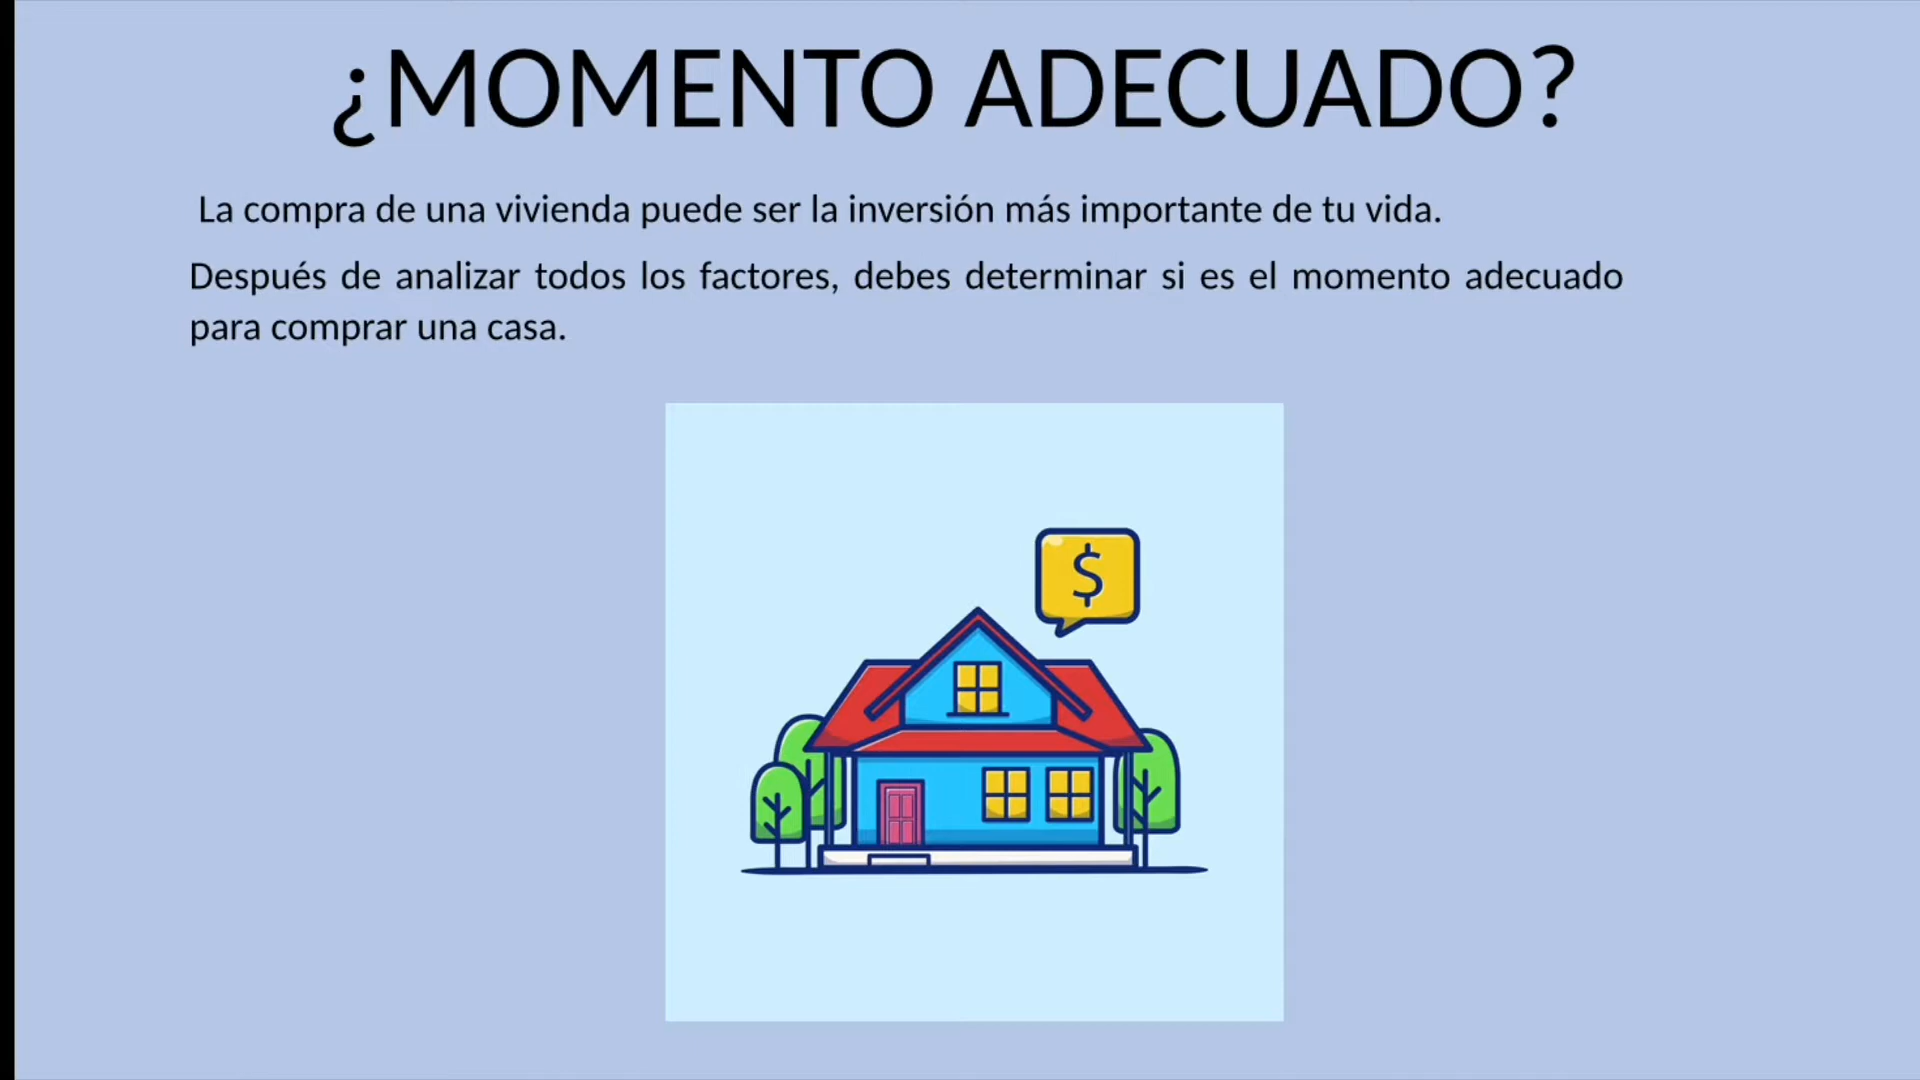 ¿MOMENTO ADECUADO?
La compra de una vivienda puede ser la inversión más importante de tu vida.
Después de analizar todos los factores, debes determinar si es el momento adecuado
para comprar una casa.
$